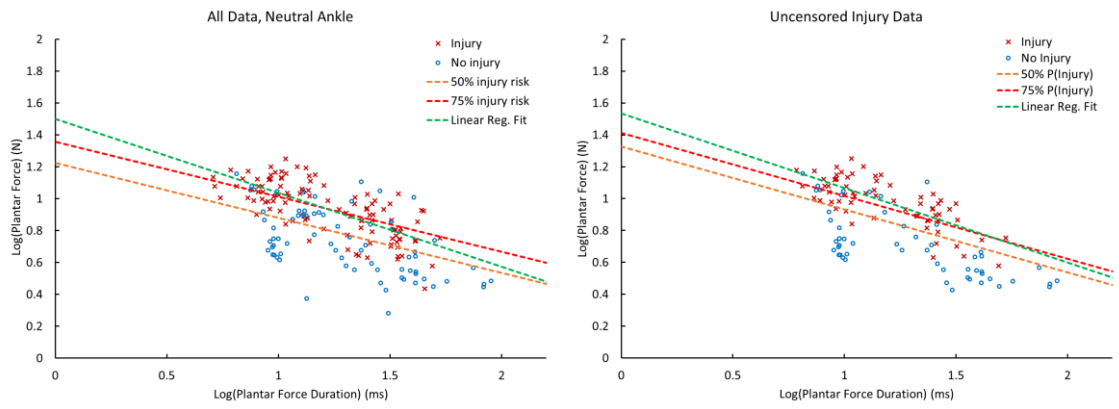 All Data, Neutral Ankle
2
1.8
1.6
1.4
1.2
1
0.8
0.6
0.4
0.2
0
Log(Plantar Force) (N)
Injury
No injury
50% injury risk
75% injury risk
Linear Reg. Fit
0
0.5
1
1.5
2
Log(Plantar Force Duration) (ms)
Uncensored Injury Data
2
1.8
1.6
1.4
1.2
1
0.8
0.6
0.4
0.2
0
Log(Plantar Force) (N)
Injury
No Injury
50% P(Injury)
75% P(Injury)
Linear Reg. Fit
0
0.5
1
1.5
2
Log(Plantar Force Duration) (ms)